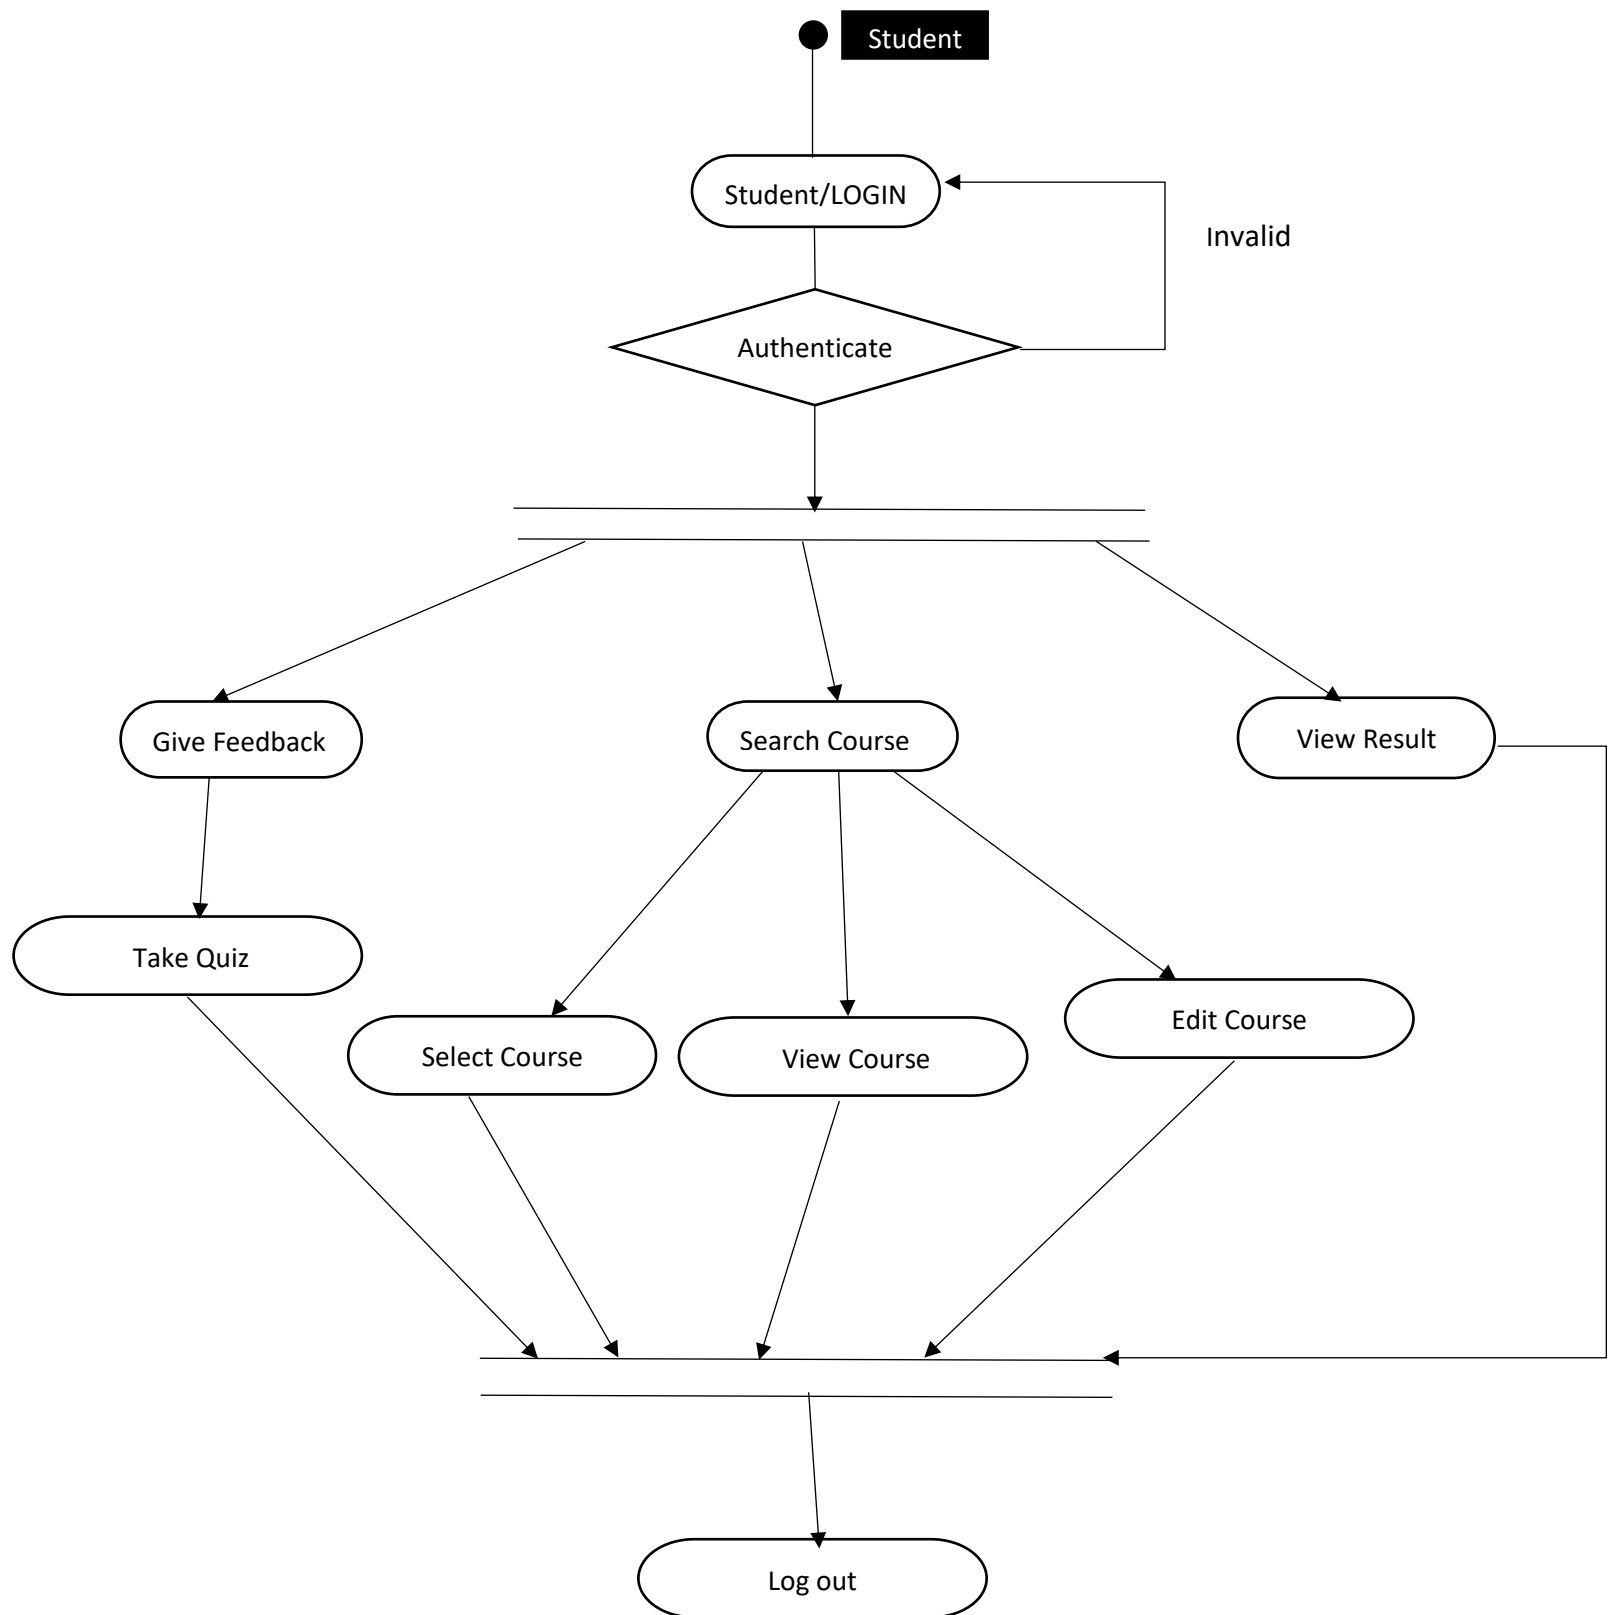 Student
Student/LOGIN
Invalid
Authenticate
Give Feedback
Search Course
View Result
Take Quiz
Select Course
View Course
Edit Course
Log out